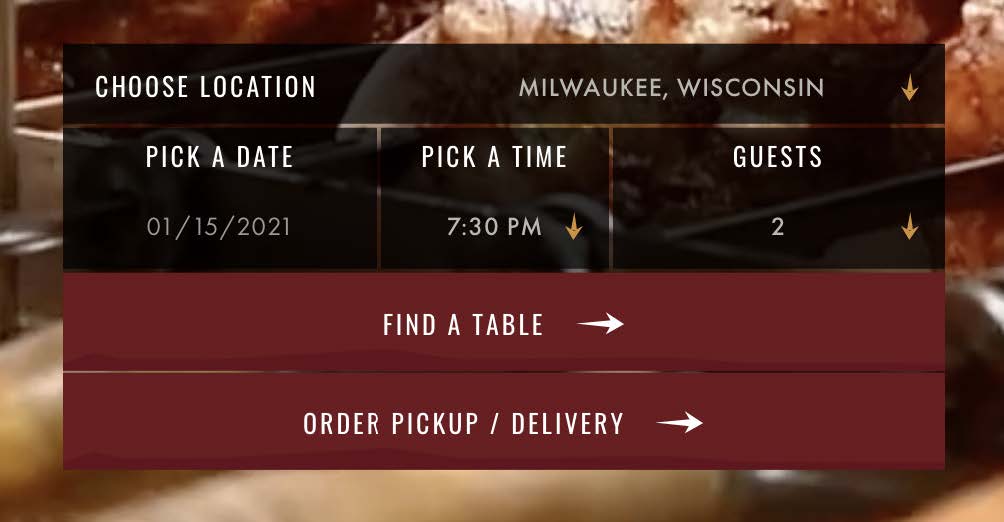 CHOOSE LOCATION MILWAUKEE, WISCONSIN
PICK A DATE PICK A TIME GUESTS
01/15/2021 7:30 PM 2
FIND A TABLE
ORDER PICKUP / DELIVERY